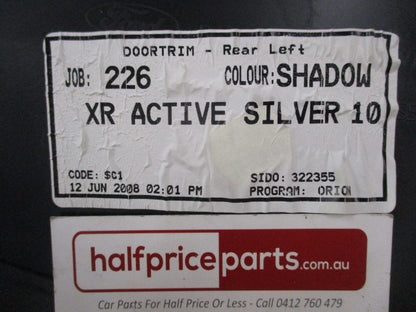 DOORTRIM - Rear Left
JOB: 226 COLOUR: SHADOW
XR ACTIVE SILVER 10
CODE: $C1 SIDO: 322355
12 JUN 2008 02:01 PM PROGRAM: ORION
halfpriceparts.com.au
Car Parts For Half Price Or Less - Call 0412 760 479